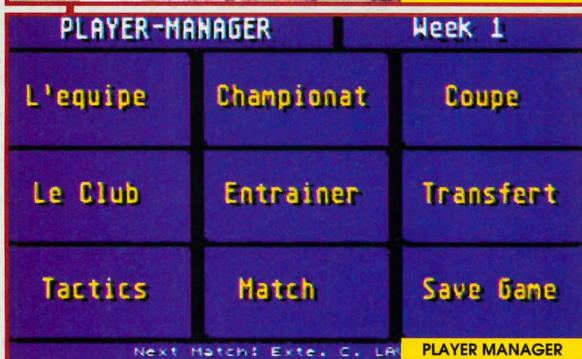 PLAYER-MANAGER Week 1
L'equipe Championat Coupe
Le Club Entrainer Transfert
Tactics Match Save Game
Next Match: Exte. C. LA
PLAYER MANAGER